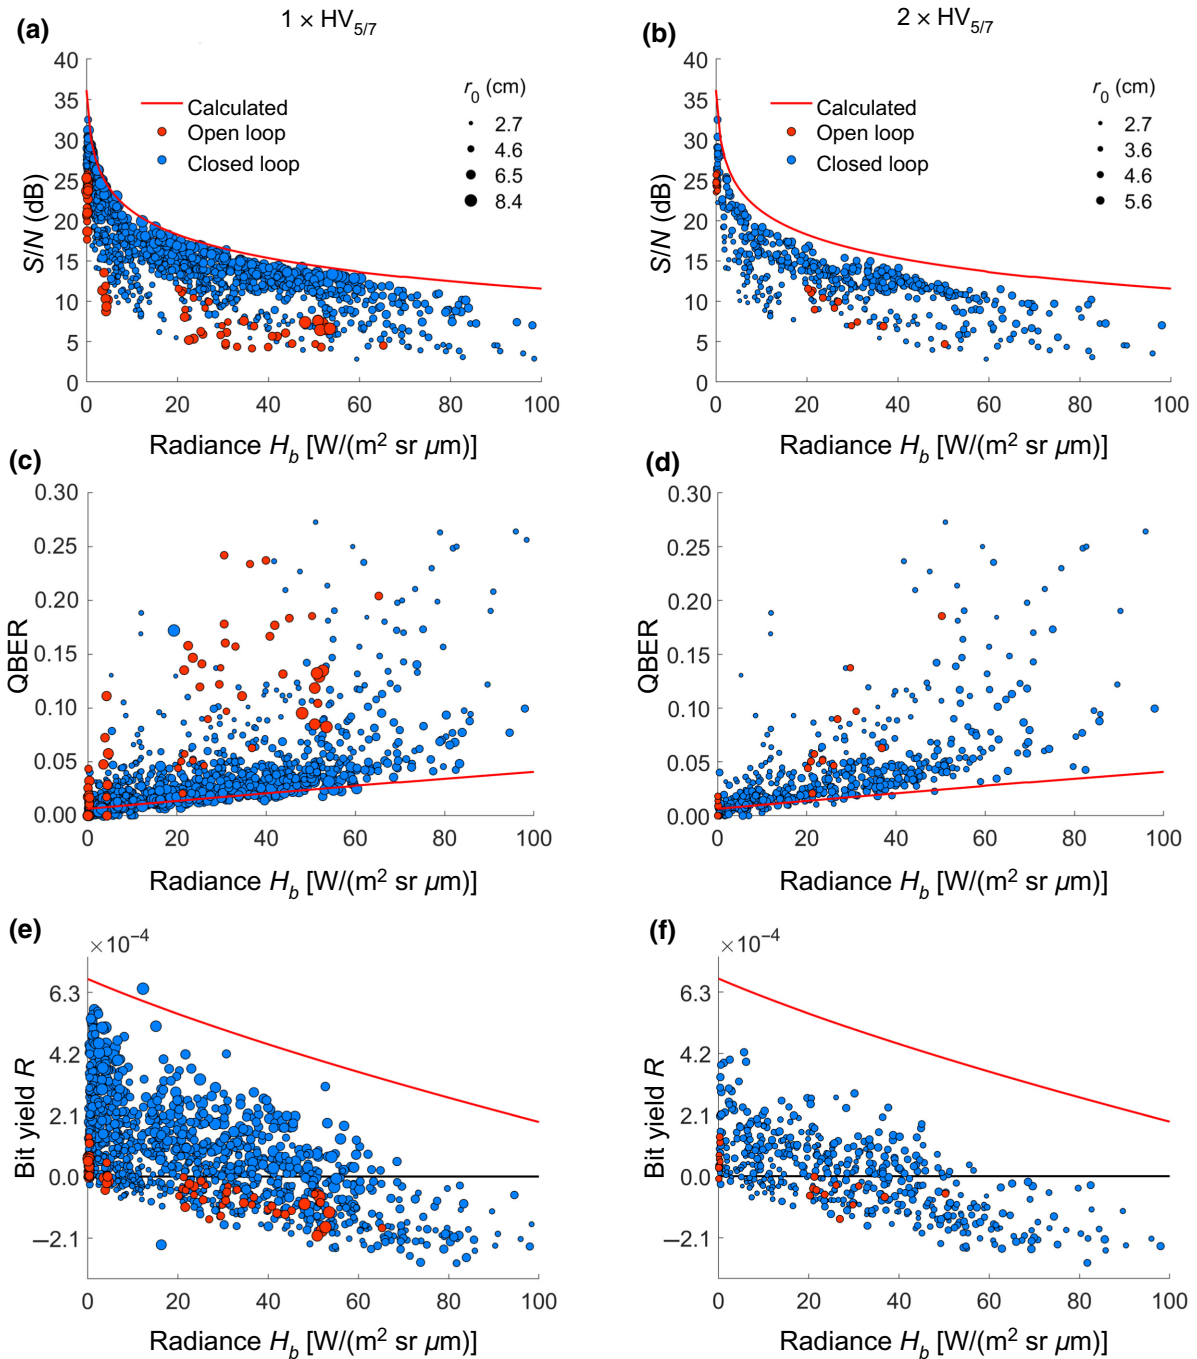 1 × HV5/7
2 × HV5/7
(a)
40
35
30
25
20
15
10
5
0
S/N (dB)
Calculated
Open loop
Closed loop
r0 (cm)
2.7
4.6
6.5
8.4
0 20 40 60 80 100
Radiance Hb [W/(m² sr µm)]
(b)
40
35
30
25
20
15
10
5
0
S/N (dB)
Calculated
Open loop
Closed loop
r0 (cm)
2.7
3.6
4.6
5.6
0 20 40 60 80 100
Radiance Hb [W/(m² sr µm)]
(c)
0.30
0.25
0.20
0.15
0.10
0.05
0.00
QBER
0 20 40 60 80 100
Radiance Hb [W/(m² sr µm)]
(d)
0.30
0.25
0.20
0.15
0.10
0.05
0.00
QBER
0 20 40 60 80 100
Radiance Hb [W/(m² sr µm)]
(e)
×10−4
6.3
4.2
2.1
0.0
−2.1
Bit yield R
0 20 40 60 80 100
Radiance Hb [W/(m² sr µm)]
(f)
×10−4
6.3
4.2
2.1
0.0
−2.1
Bit yield R
0 20 40 60 80 100
Radiance Hb [W/(m² sr µm)]